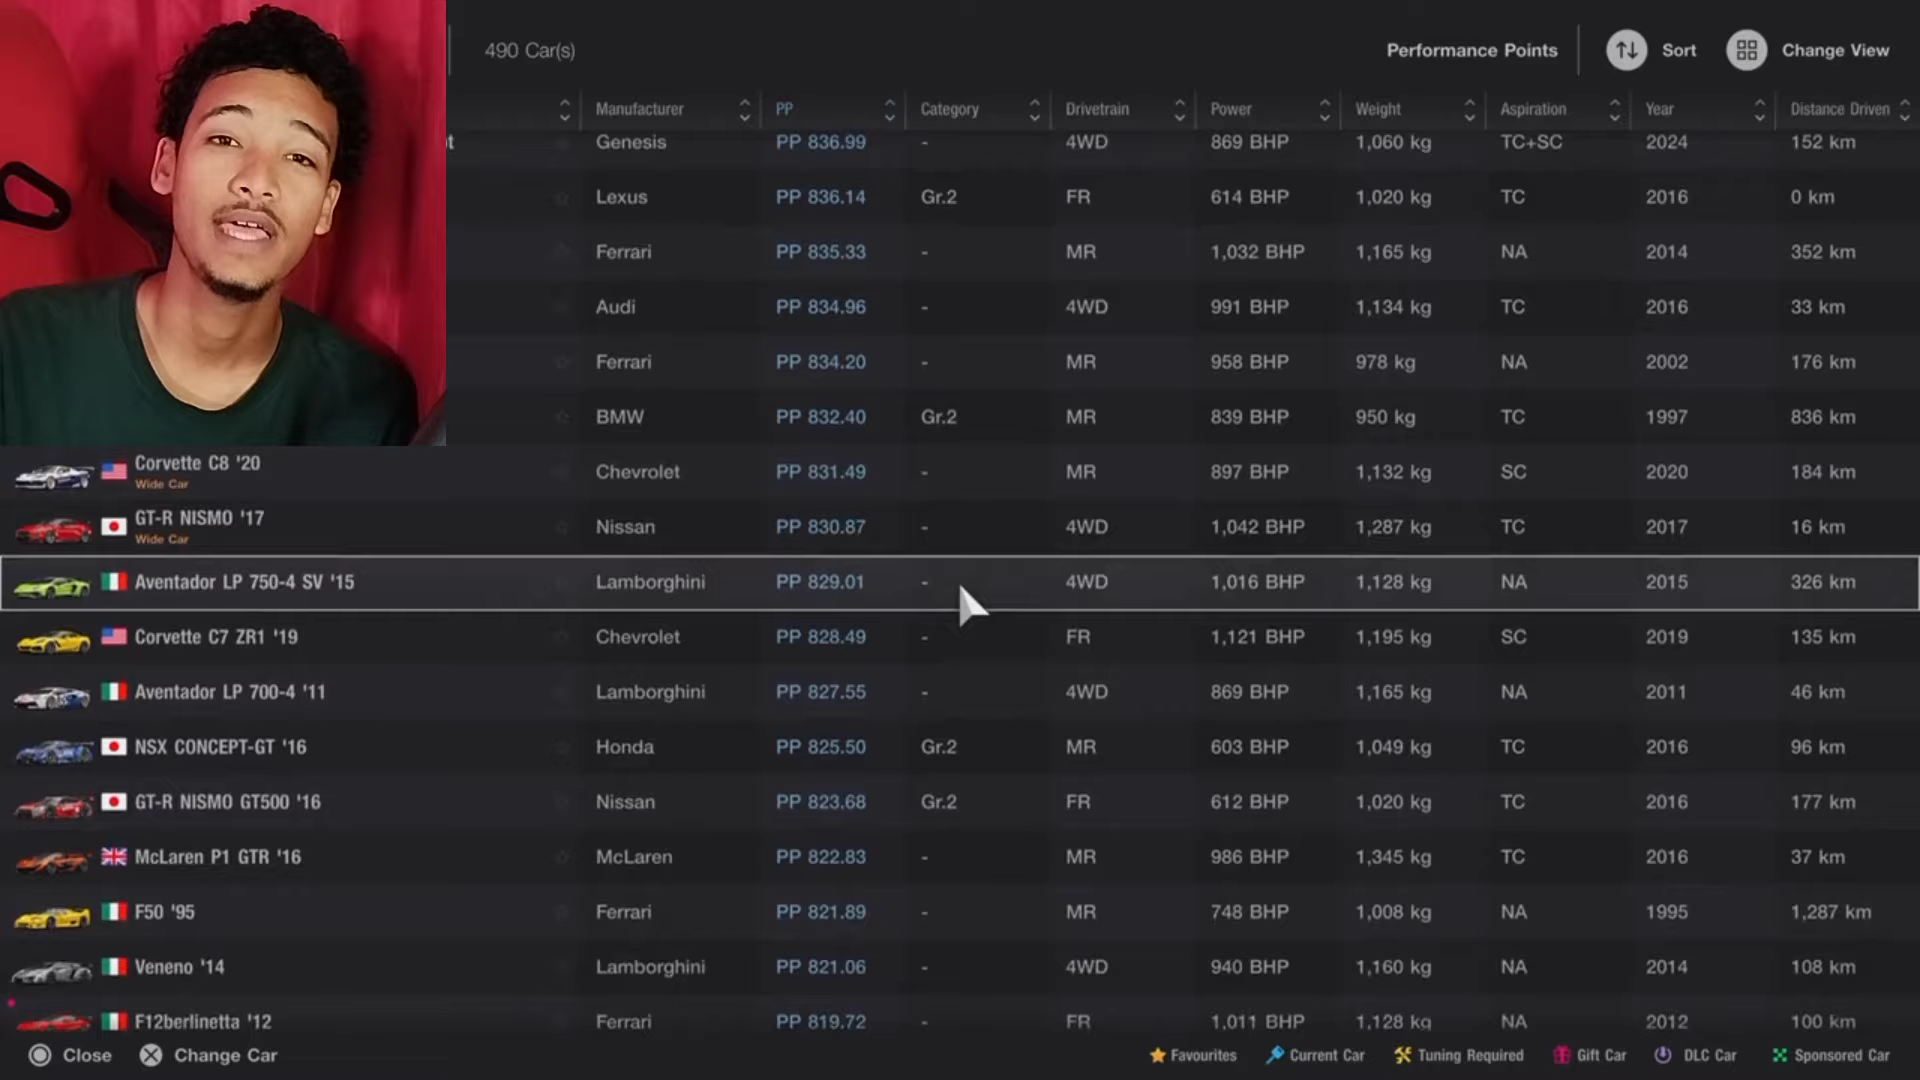 490 Car(s) Performance Points Sort Change View
Manufacturer PP Category Drivetrain Power Weight Aspiration Year Distance Driven
Genesis PP 836.99 - 4WD 869 BHP 1,060 kg TC+SC 2024 152 km
Lexus PP 836.14 Gr.2 FR 614 BHP 1,020 kg TC 2016 0 km
Ferrari PP 835.33 - MR 1,032 BHP 1,165 kg NA 2014 352 km
Audi PP 834.96 - 4WD 991 BHP 1,134 kg TC 2016 33 km
Ferrari PP 834.20 - MR 958 BHP 978 kg NA 2002 176 km
BMW PP 832.40 Gr.2 MR 839 BHP 950 kg TC 1997 836 km
Corvette C8 '20 Chevrolet PP 831.49 - MR 897 BHP 1,132 kg SC 2020 184 km
Wide Car
GT-R NISMO '17 Nissan PP 830.87 - 4WD 1,042 BHP 1,287 kg TC 2017 16 km
Wide Car
Aventador LP 750-4 SV '15 Lamborghini PP 829.01 - 4WD 1,016 BHP 1,128 kg NA 2015 326 km
Corvette C7 ZR1 '19 Chevrolet PP 828.49 - FR 1,121 BHP 1,195 kg SC 2019 135 km
Aventador LP 700-4 '11 Lamborghini PP 827.55 - 4WD 869 BHP 1,165 kg NA 2011 46 km
NSX CONCEPT-GT '16 Honda PP 825.50 Gr.2 MR 603 BHP 1,049 kg TC 2016 96 km
GT-R NISMO GT500 '16 Nissan PP 823.68 Gr.2 FR 612 BHP 1,020 kg TC 2016 177 km
McLaren P1 GTR '16 McLaren PP 822.83 - MR 986 BHP 1,345 kg TC 2016 37 km
F50 '95 Ferrari PP 821.89 - MR 748 BHP 1,008 kg NA 1995 1,287 km
Veneno '14 Lamborghini PP 821.06 - 4WD 940 BHP 1,160 kg NA 2014 108 km
F12berlinetta '12 Ferrari PP 819.72 - FR 1,011 BHP 1,128 kg NA 2012 100 km
Close Change Car Favourites Current Car Tuning Required Gift Car DLC Car Sponsored Car